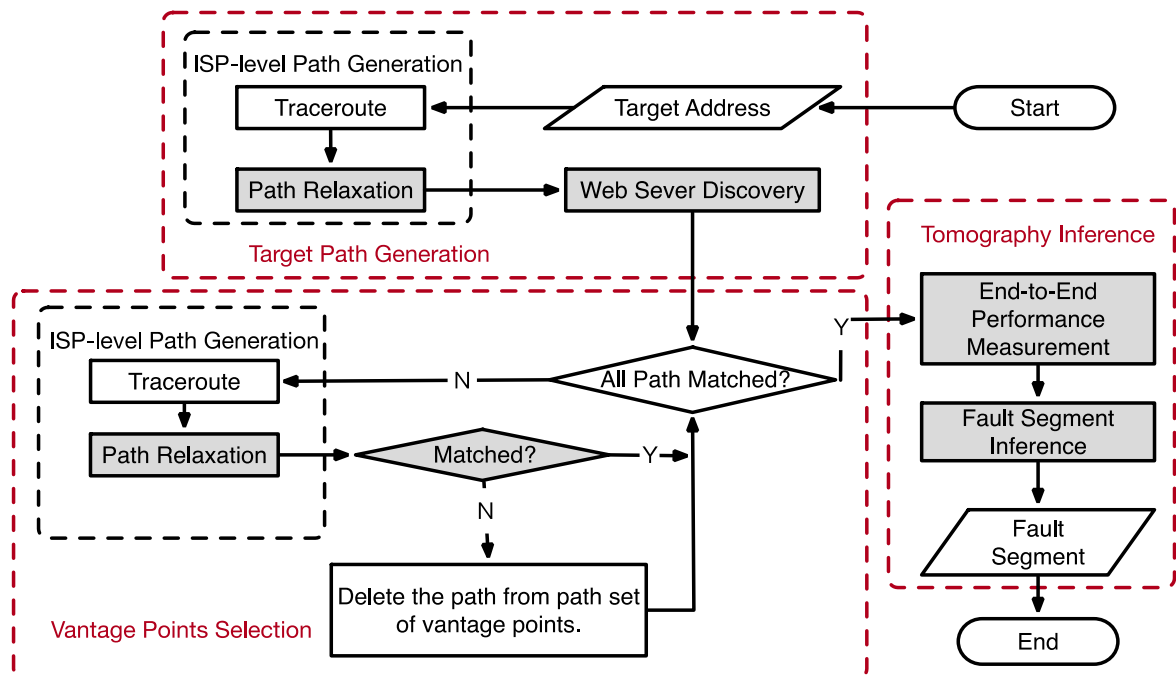 ISP-level Path Generation
Traceroute
Target Address
Start
Path Relaxation
Web Sever Discovery
Target Path Generation
Tomography Inference
End-to-End
Performance
Measurement
Y
ISP-level Path Generation
Traceroute
N
All Path Matched?
Path Relaxation
Matched?
Y
Fault Segment
Inference
N
Fault
Segment
Delete the path from path set
of vantage points.
Vantage Points Selection
End